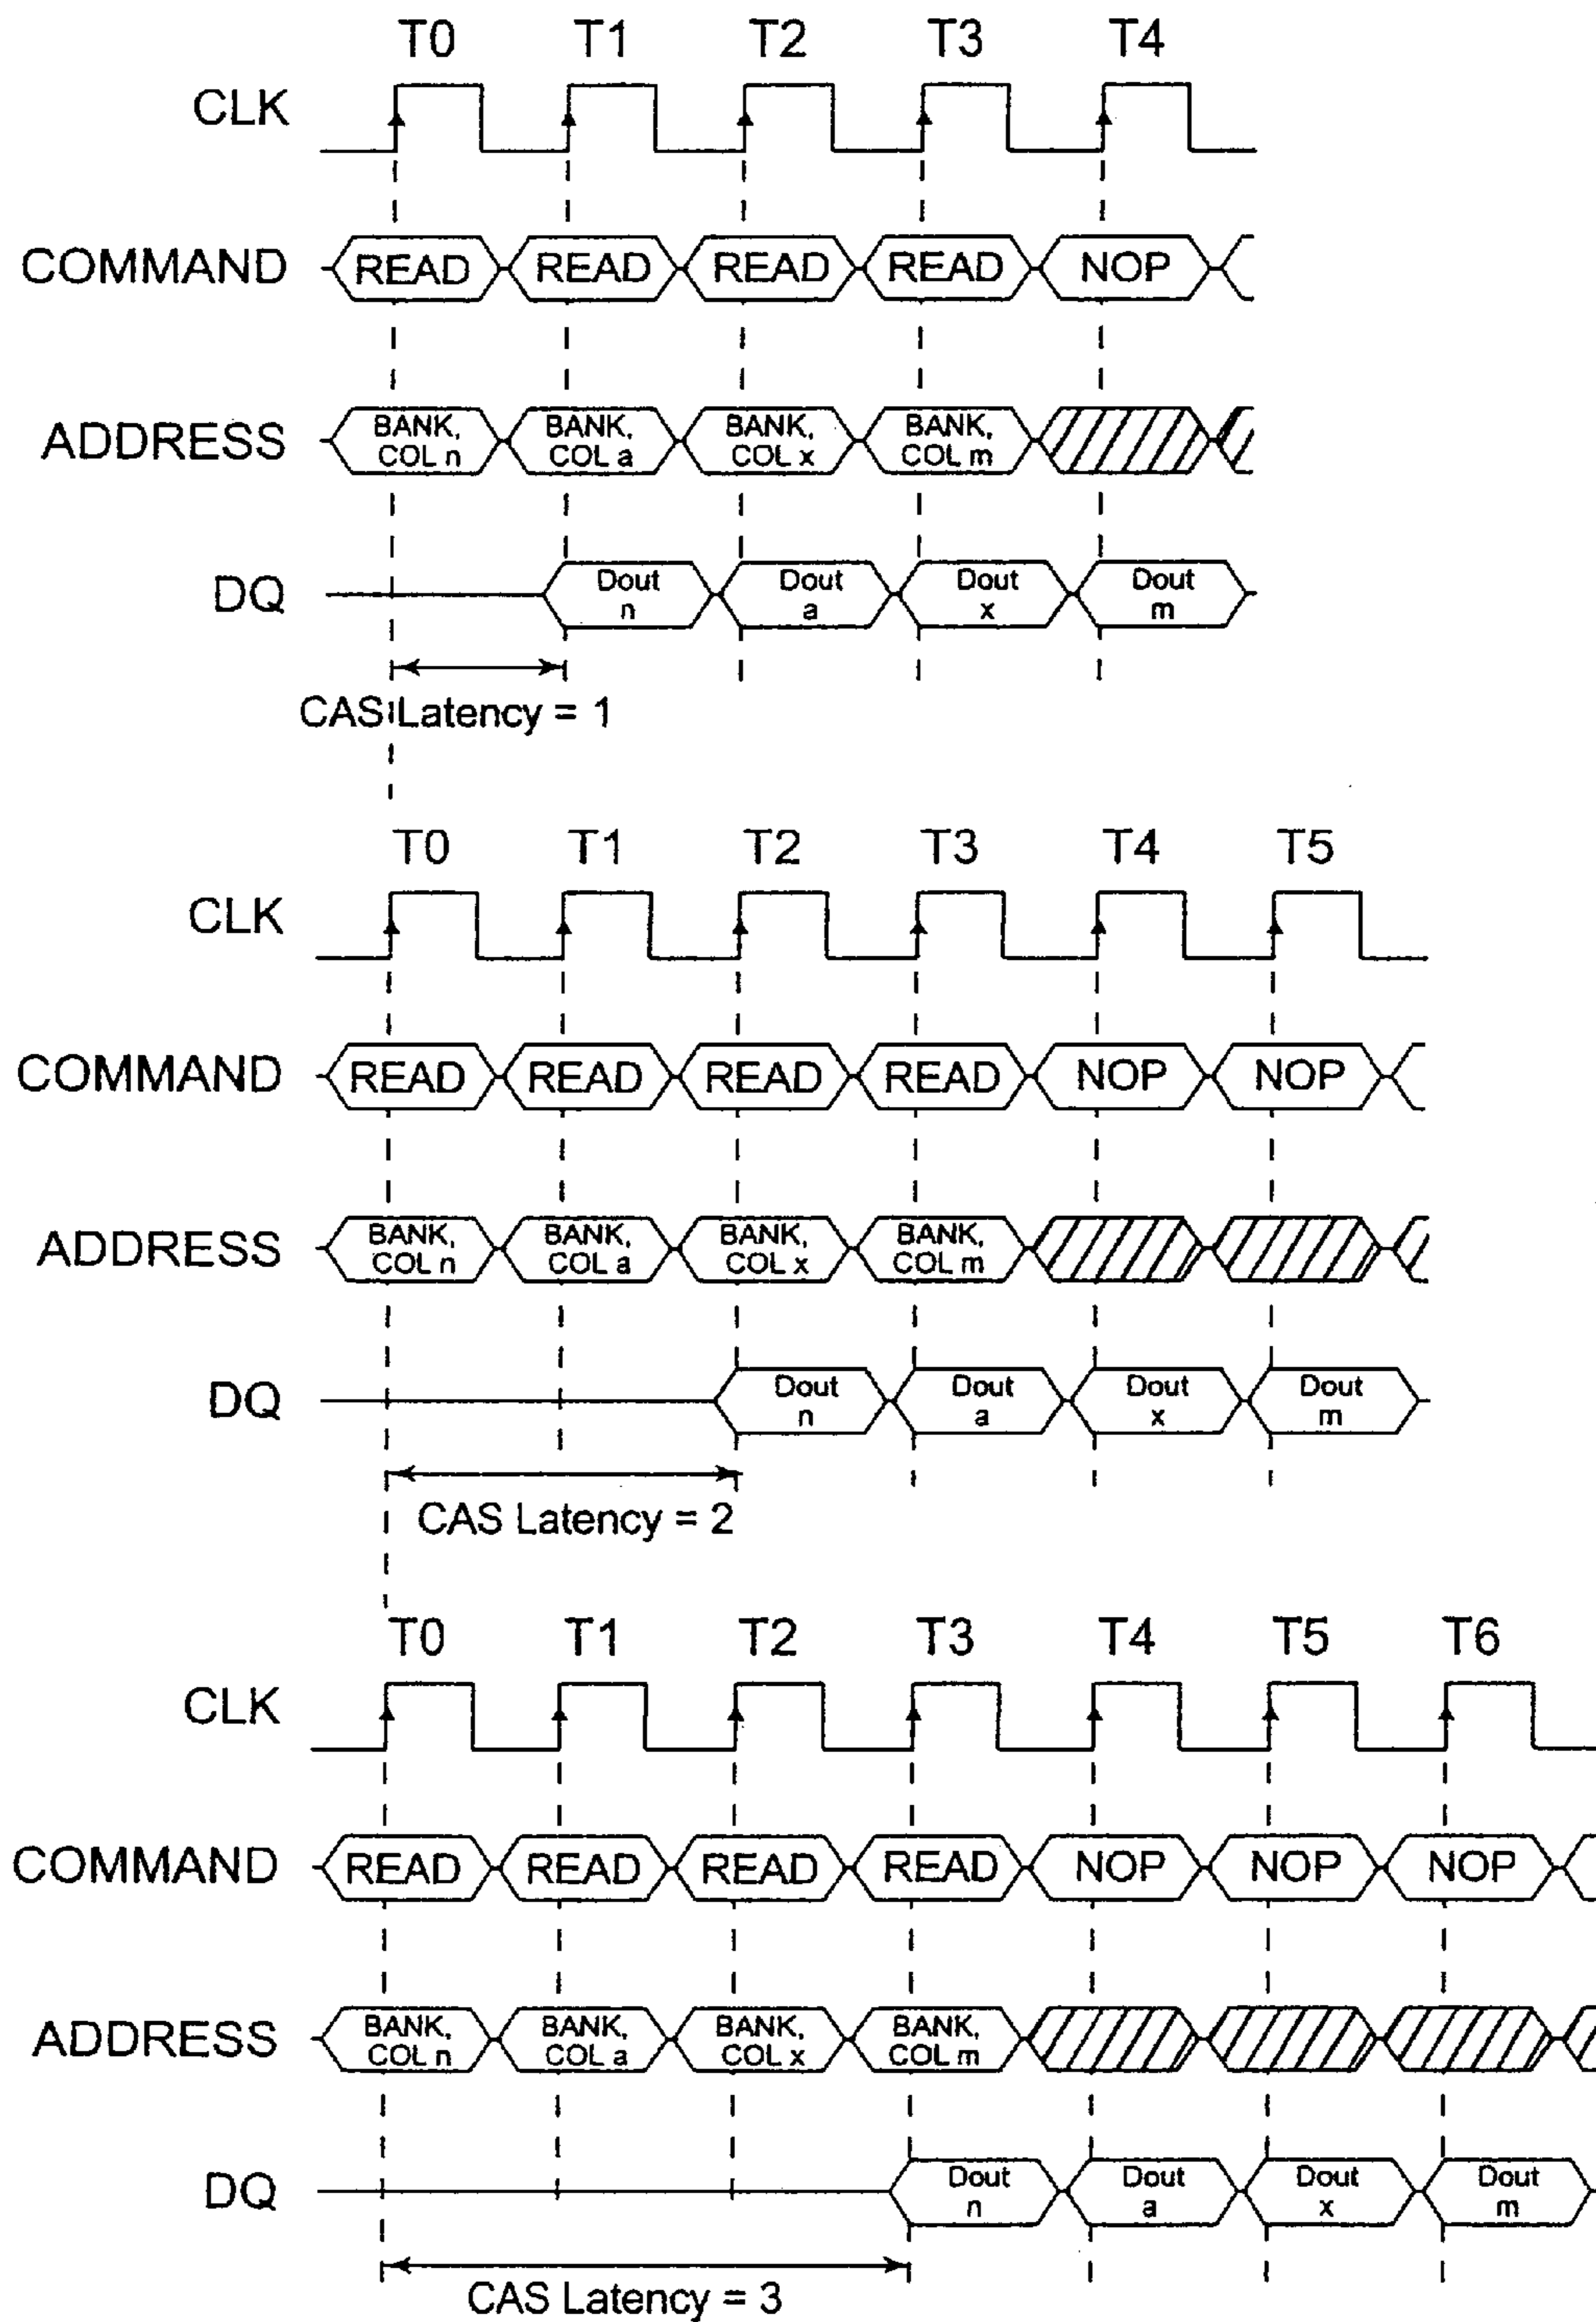 T0 T1 T2 T3 T4
CLK
COMMAND READ READ READ READ NOP
ADDRESS BANK, COL n BANK, COL a BANK, COL x BANK, COL m
DQ Dout n Dout a Dout x Dout m
CAS Latency = 1
T0 T1 T2 T3 T4 T5
CLK
COMMAND READ READ READ READ NOP NOP
ADDRESS BANK, COL n BANK, COL a BANK, COL x BANK, COL m
DQ Dout n Dout a Dout x Dout m
CAS Latency = 2
T0 T1 T2 T3 T4 T5 T6
CLK
COMMAND READ READ READ READ NOP NOP NOP
ADDRESS BANK, COL n BANK, COL a BANK, COL x BANK, COL m
DQ Dout n Dout a Dout x Dout m
CAS Latency = 3